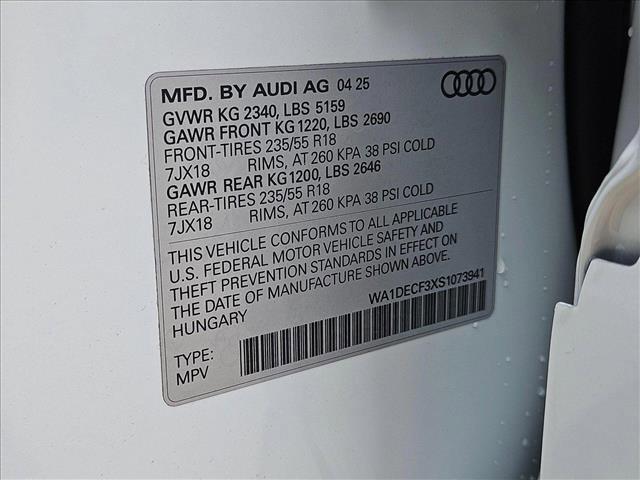 MFD. BY AUDI AG 04 25
GVWR KG 2340, LBS 5159
GAWR FRONT KG 1220, LBS 2690
FRONT-TIRES 235/55 R18
7JX18 RIMS, AT 260 KPA 38 PSI COLD
GAWR REAR KG1200, LBS 2646
REAR-TIRES 235/55 R18
7JX18 RIMS, AT 260 KPA 38 PSI COLD
THIS VEHICLE CONFORMS TO ALL APPLICABLE
U.S. FEDERAL MOTOR VEHICLE SAFETY AND
THEFT PREVENTION STANDARDS IN EFFECT ON
THE DATE OF MANUFACTURE SHOWN ABOVE.
HUNGARY
WA1DECF3XS1073941
TYPE:
MPV